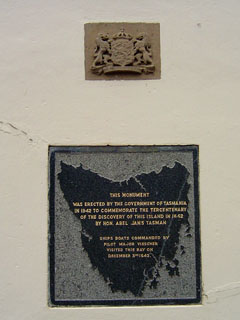 THIS MONUMENT
WAS ERECTED BY THE GOVERNMENT OF TASMANIA
IN 1942 TO COMMEMORATE THE TERCENTENARY
OF THE DISCOVERY OF THIS ISLAND IN 1642
BY HON. ABEL JANS TASMAN
SHIPS BOATS COMMANDED BY
PILOT MAJOR VISSCHER
VISITED THIS BAY ON
DECEMBER 2ND 1642.